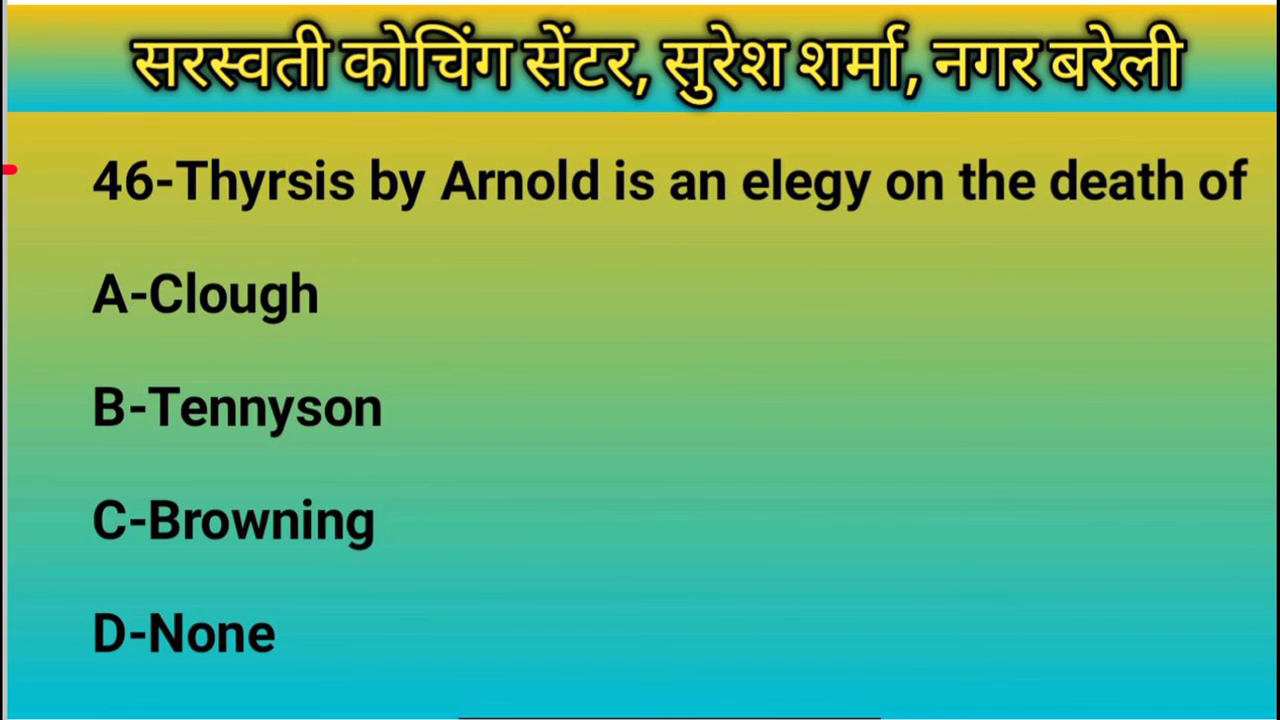 सरस्वती कोचिंग सेंटर, सुरेश शर्मा, नगर बरेली
46-Thyrsis by Arnold is an elegy on the death of
A-Clough
B-Tennyson
C-Browning
D-None